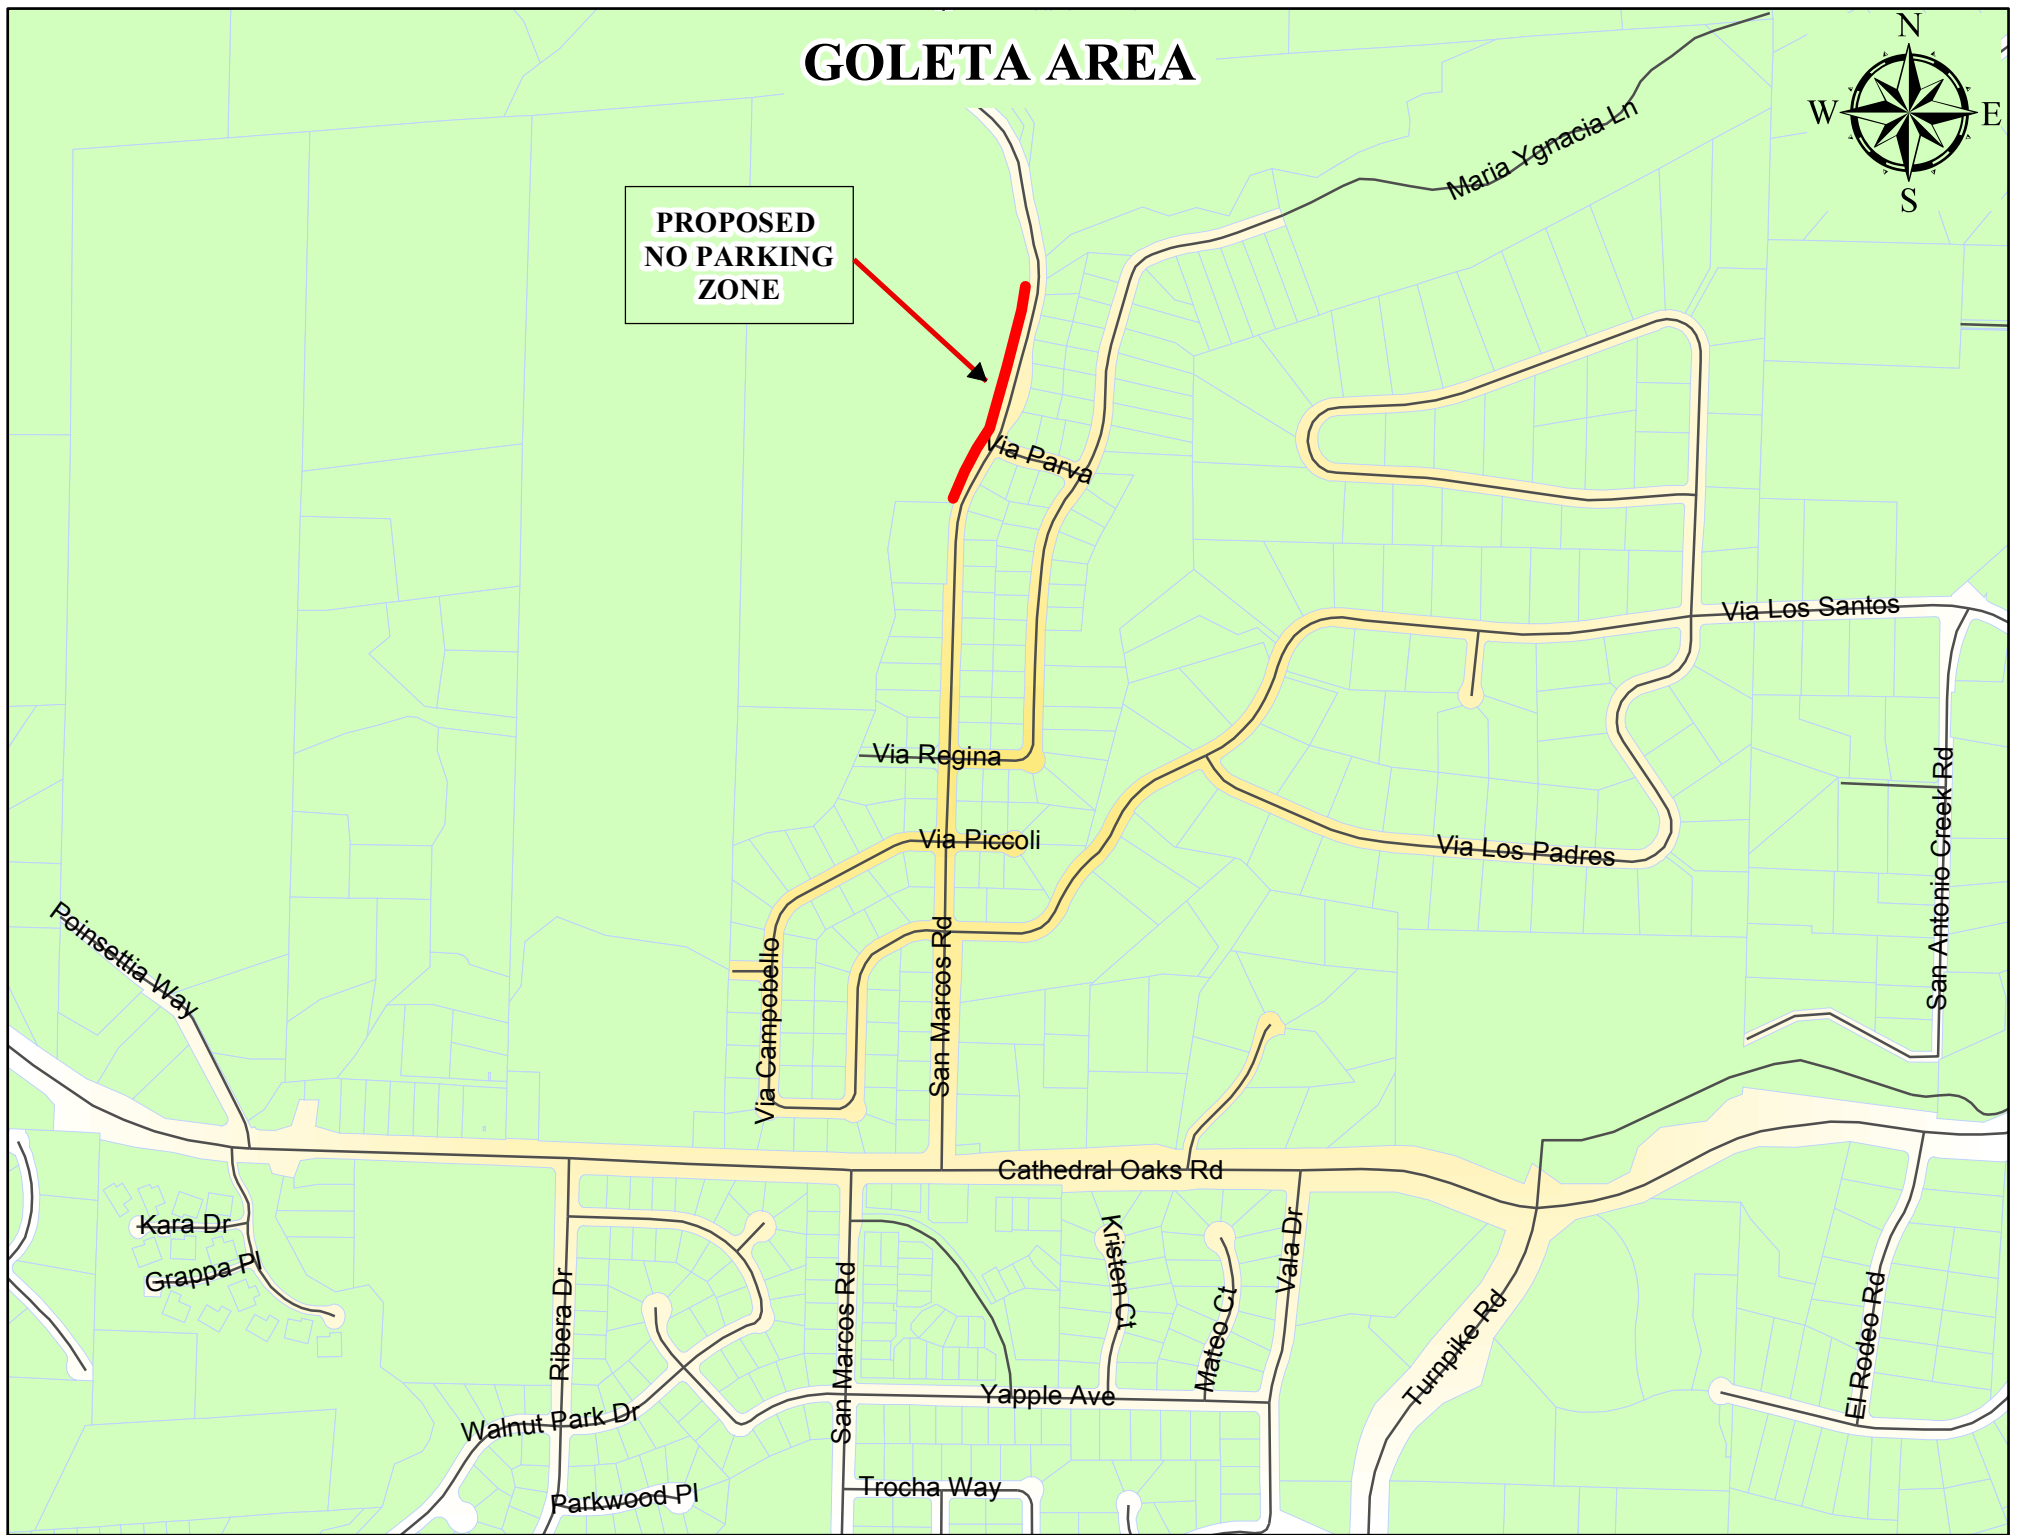 GOLETA AREA
N
W
E
S
Maria Ygnacia Ln
PROPOSED
NO PARKING
ZONE
Via Parva
Via Los Santos
Via Regina
San Antonio Creek Rd
Via Piccoli
Via Los Padres
Poinsettia Way
Via Campobello
San Marcos Rd
Cathedral Oaks Rd
Kara Dr
Grappa Pl
Ribera Dr
San Marcos Rd
Kristen Ct
Mateo Ct
Vala Dr
Turnpike Rd
El Rodeo Rd
Walnut Park Dr
Yapple Ave
Parkwood Pl
Trocha Way